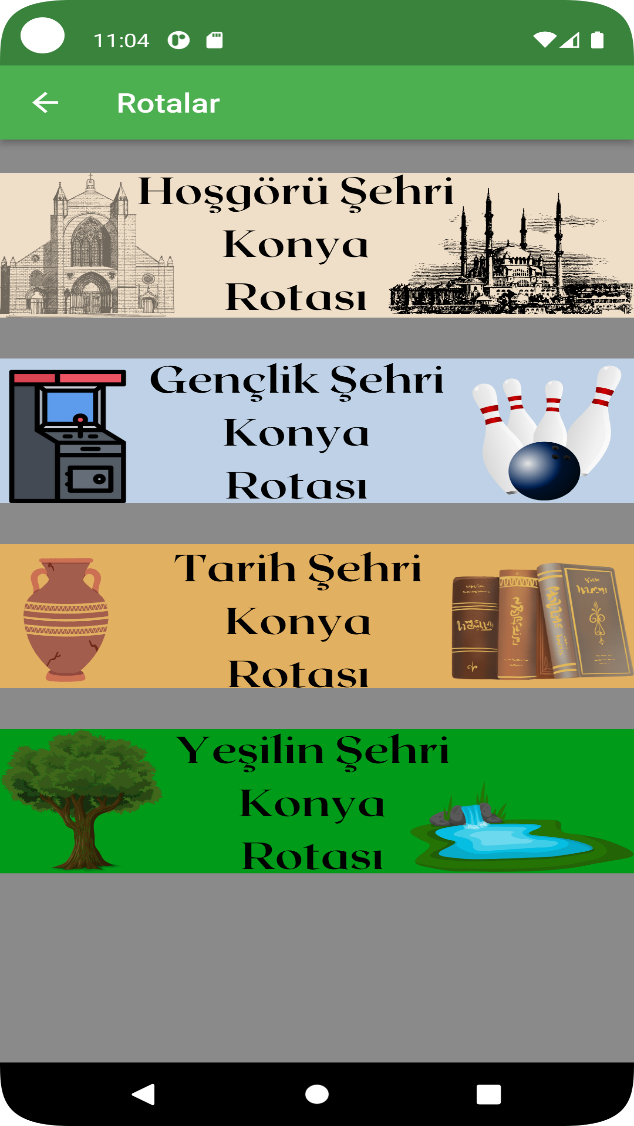 11:04
Rotalar
Hoşgörü Şehri
Konya
Rotası
Gençlik Şehri
Konya
Rotası
Tarih Şehri
Konya
Rotası
Yeşilin Şehri
Konya
Rotası